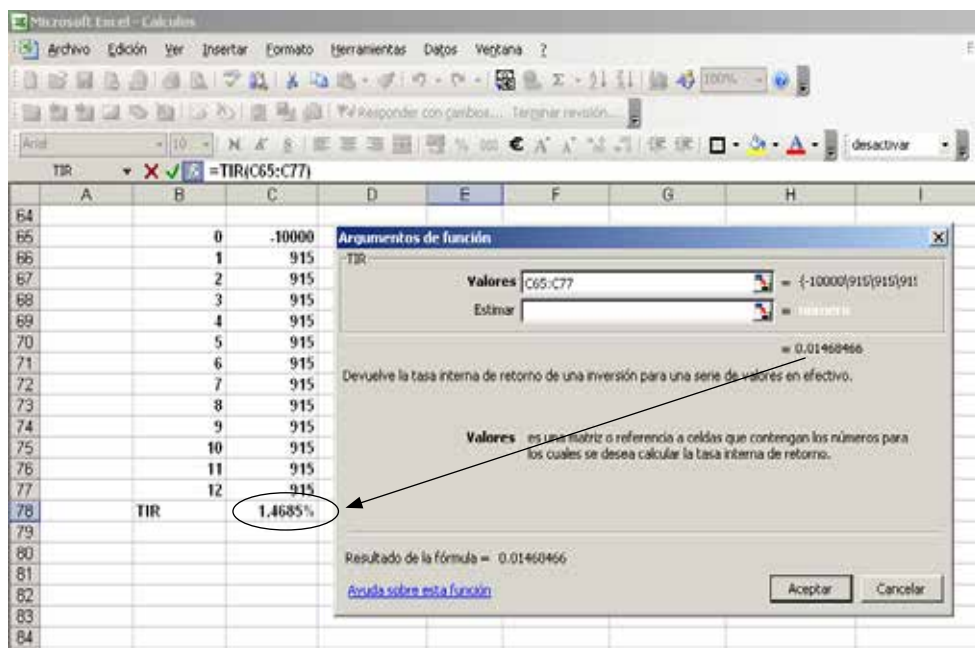 Microsoft Excel - Calculos
Archivo Edición Ver Insertar Formato Herramientas Datos Ventana ?
100%
Responder con cambios... Terminar revisión...
Arial 10 N K S € desactivar
TIR =TIR(C65:C77)
A B C D E F G H I
64
65 0 -10000
66 1 915
67 2 915
68 3 915
69 4 915
70 5 915
71 6 915
72 7 915
73 8 915
74 9 915
75 10 915
76 11 915
77 12 915
78 TIR 1.4685%
79
80
81
82
83
84
Argumentos de función
TIR
Valores C65:C77 = {-10000\915\915\91
Estimar = número
= 0.01468466
Devuelve la tasa interna de retorno de una inversión para una serie de valores en efectivo.
Valores es una matriz o referencia a celdas que contengan los números para
los cuales se desea calcular la tasa interna de retorno.
Resultado de la fórmula = 0.01468466
Ayuda sobre esta función
Aceptar Cancelar